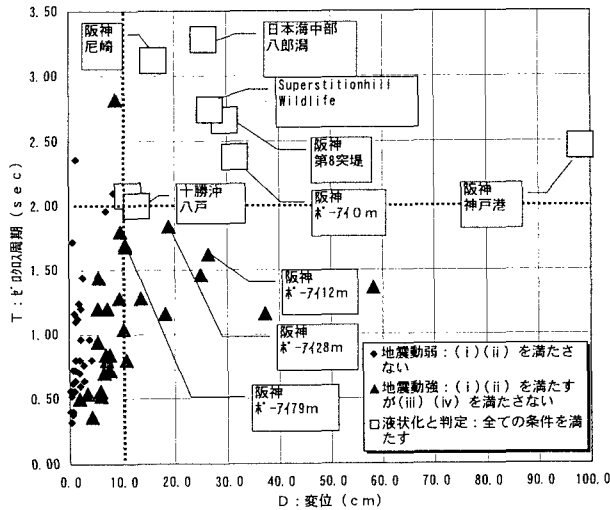 3.50
3.00
2.50
2.00
1.50
1.00
0.50
0.00
T：ゼロクロス周期（sec）
阪神
尼崎
日本海中部
八郎潟
Superstitionhill
Wildlife
阪神
第8突堤
阪神
ﾎﾟｰｱｲ0m
阪神
神戸港
十勝沖
八戸
阪神
ﾎﾟｰｱｲ12m
阪神
ﾎﾟｰｱｲ28m
阪神
ﾎﾟｰｱｲ79m
◆地震動弱：(i)(ii)を満たさ
ない
▲地震動強：(i)(ii)を満たす
が(iii)(iv)を満たさない
□液状化と判定：全ての条件を満
たす
0.0 10.0 20.0 30.0 40.0 50.0 60.0 70.0 80.0 90.0 100.0
D：変位（cm）